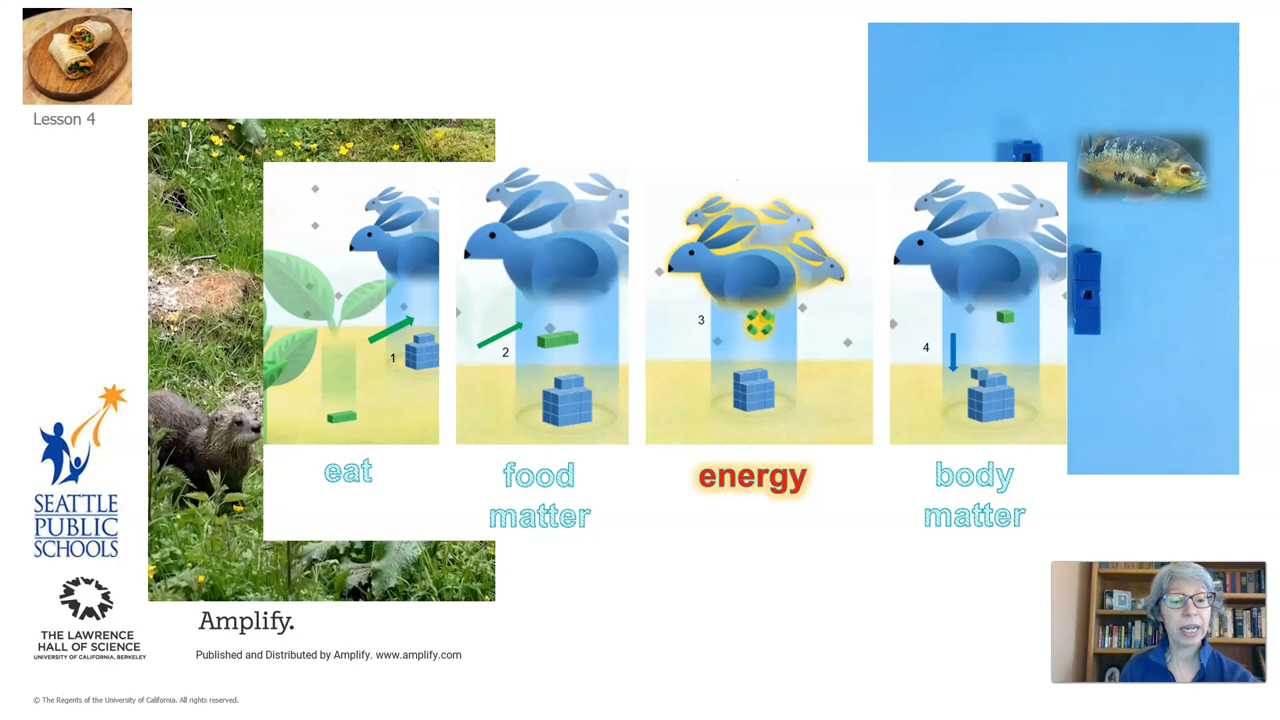 Lesson 4
1
2
3
4
eat
food
matter
energy
body
matter
SEATTLE
PUBLIC
SCHOOLS
THE LAWRENCE
HALL OF SCIENCE
UNIVERSITY OF CALIFORNIA, BERKELEY
Amplify.
Published and Distributed by Amplify. www.amplify.com
© The Regents of the University of California. All rights reserved.